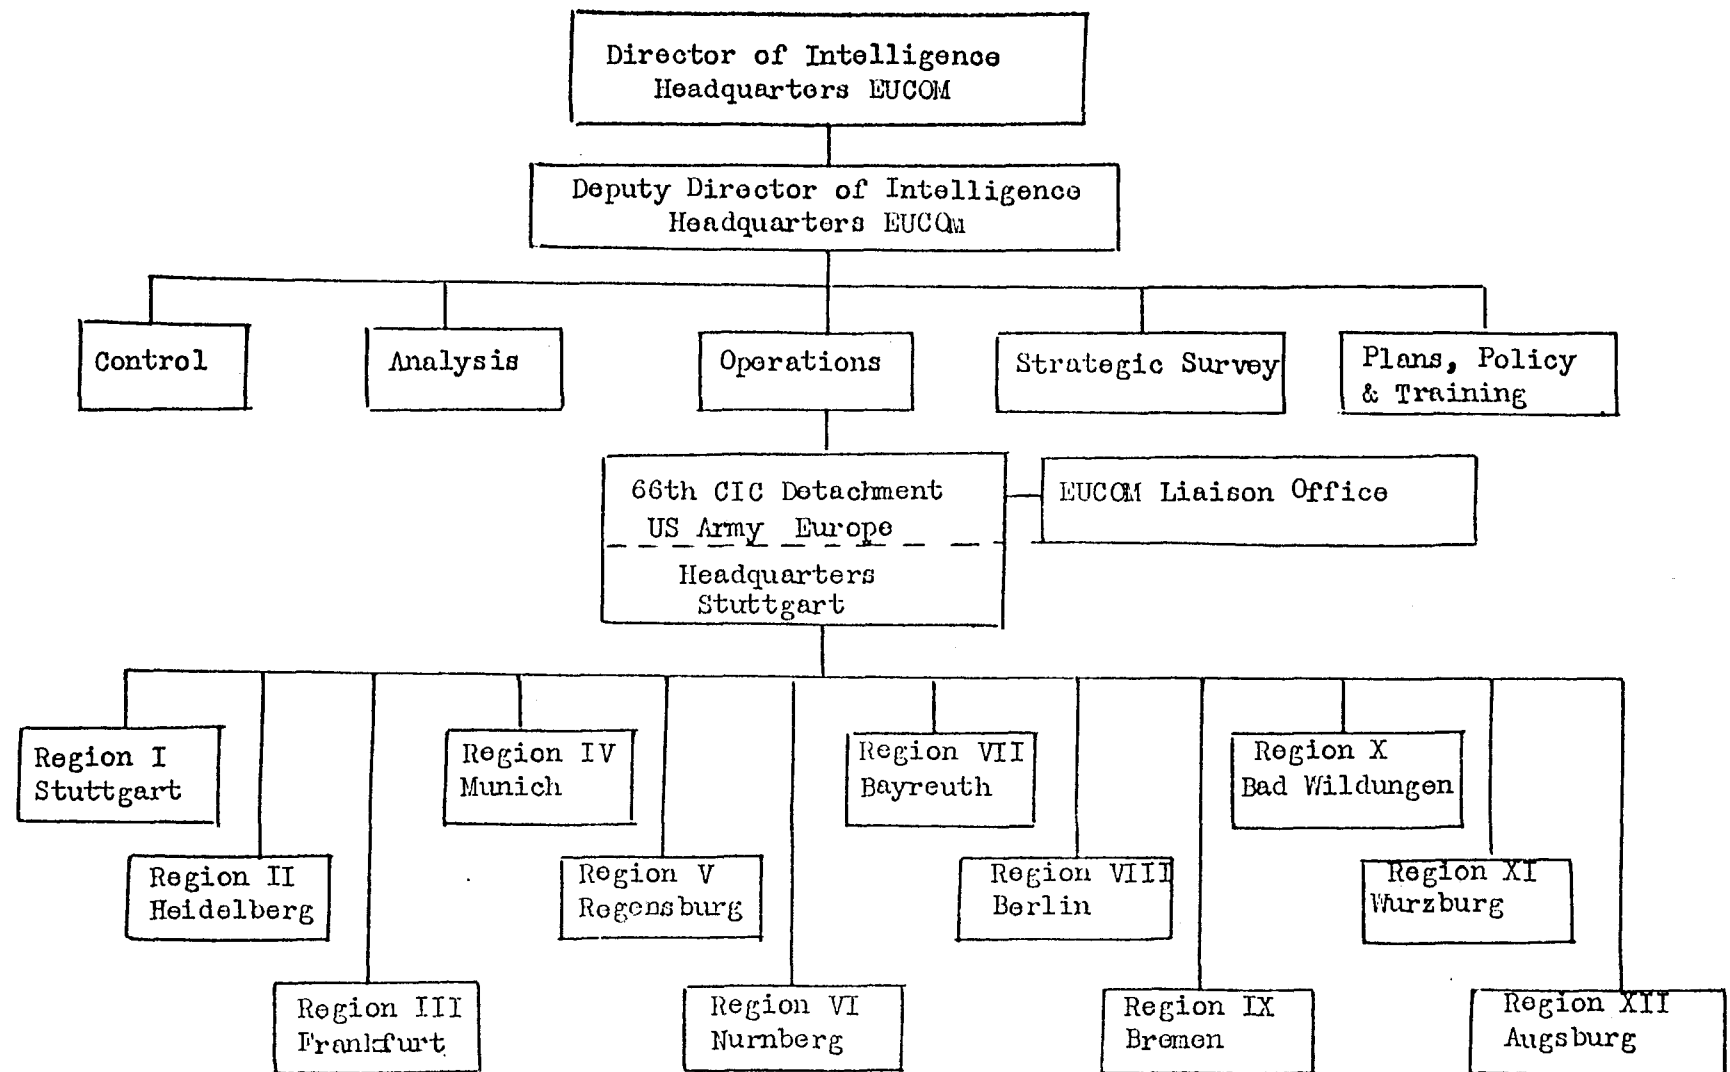 Director of Intelligence
Headquarters EUCOM
Deputy Director of Intelligence
Headquarters EUCOM
Control
Analysis
Operations
Strategic Survey
Plans, Policy
& Training
66th CIC Detachment
US Army Europe
Headquarters
Stuttgart
EUCOM Liaison Office
Region I
Stuttgart
Region II
Heidelberg
Region III
Frankfurt
Region IV
Munich
Region V
Regensburg
Region VI
Nurnberg
Region VII
Bayreuth
Region VIII
Berlin
Region IX
Bremen
Region X
Bad Wildungen
Region XI
Wurzburg
Region XII
Augsburg